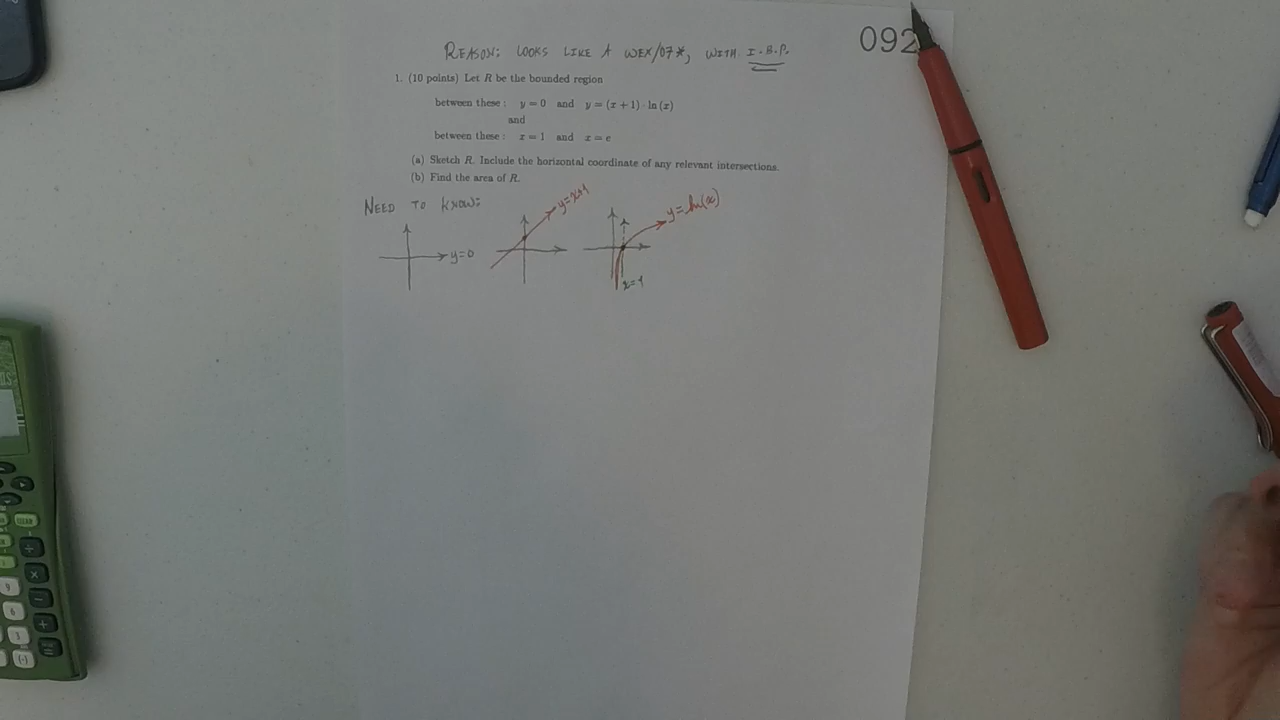 REASON: LOOKS LIKE A WEX/07*, WITH I.B.P.
092
1. (10 points) Let R be the bounded region
between these : y = 0 and y = (x + 1) · ln (x)
and
between these : x = 1 and x = e
(a) Sketch R. Include the horizontal coordinate of any relevant intersections.
(b) Find the area of R.
NEED TO KNOW:
y=0
y=x+1
y=ln(x)
x=1